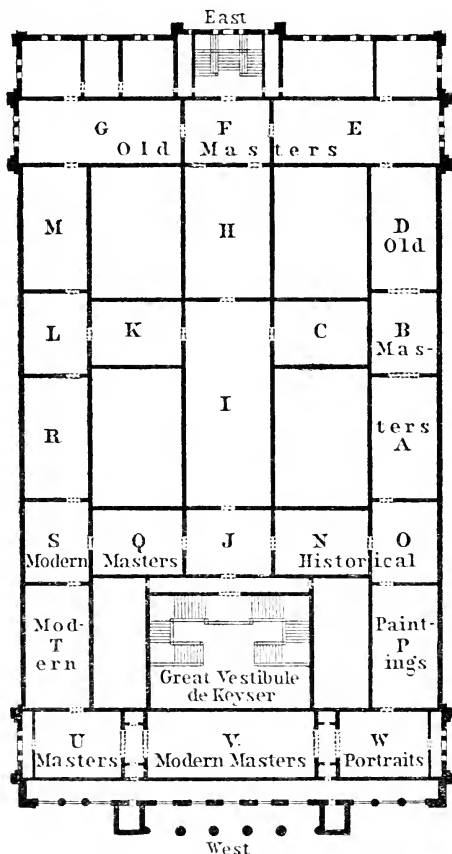 East
G F E
Old Masters
M H D
Old
L K C B
Mas-
I
R ters
A
S Q J N O
Modern Masters Historical
Mod-
T
ern
Paint-
P
ings
Great Vestibule
de Keyser
U V. W
Masters Modern Masters Portraits
West